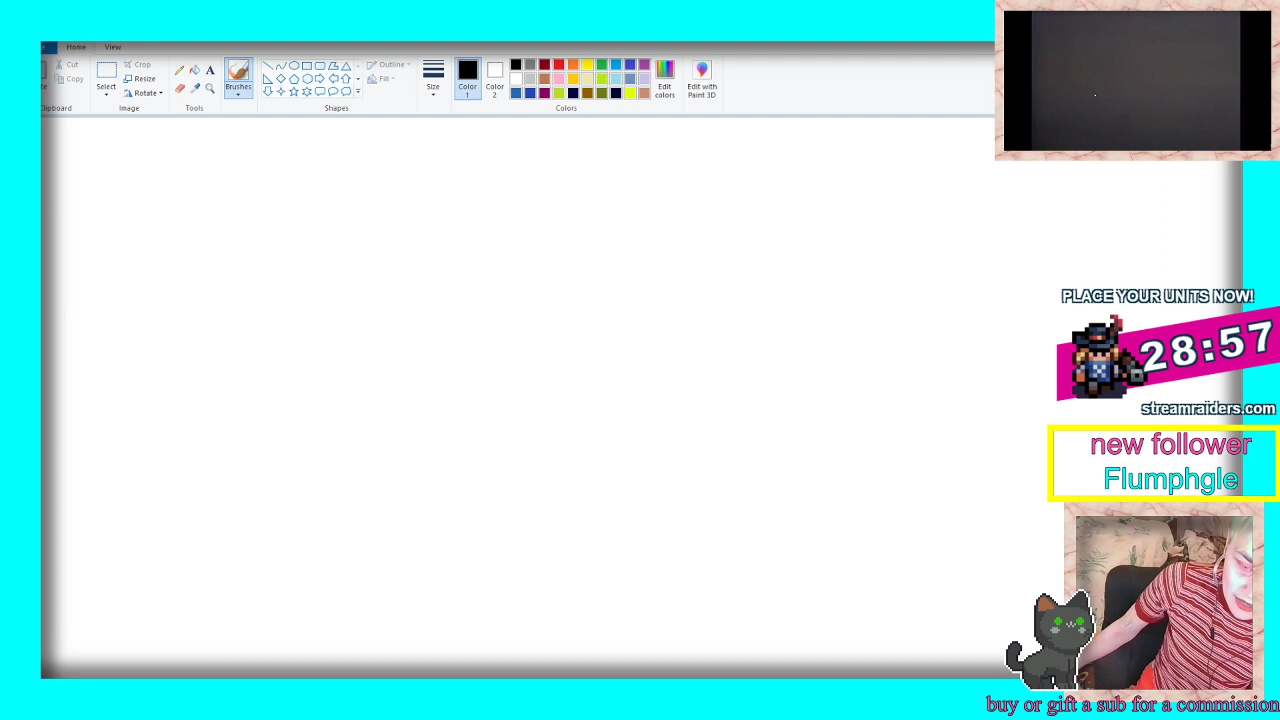 Home View
Cut
Copy
Clipboard
Select
Crop
Resize
Rotate
Image
A
Tools
Brushes
Outline
Fill
Shapes
Size
Color 1
Color 2
Colors
Edit colors
Edit with Paint 3D
PLACE YOUR UNITS NOW!
28:57
streamraiders.com
new follower
Flumphgle
buy or gift a sub for a commission